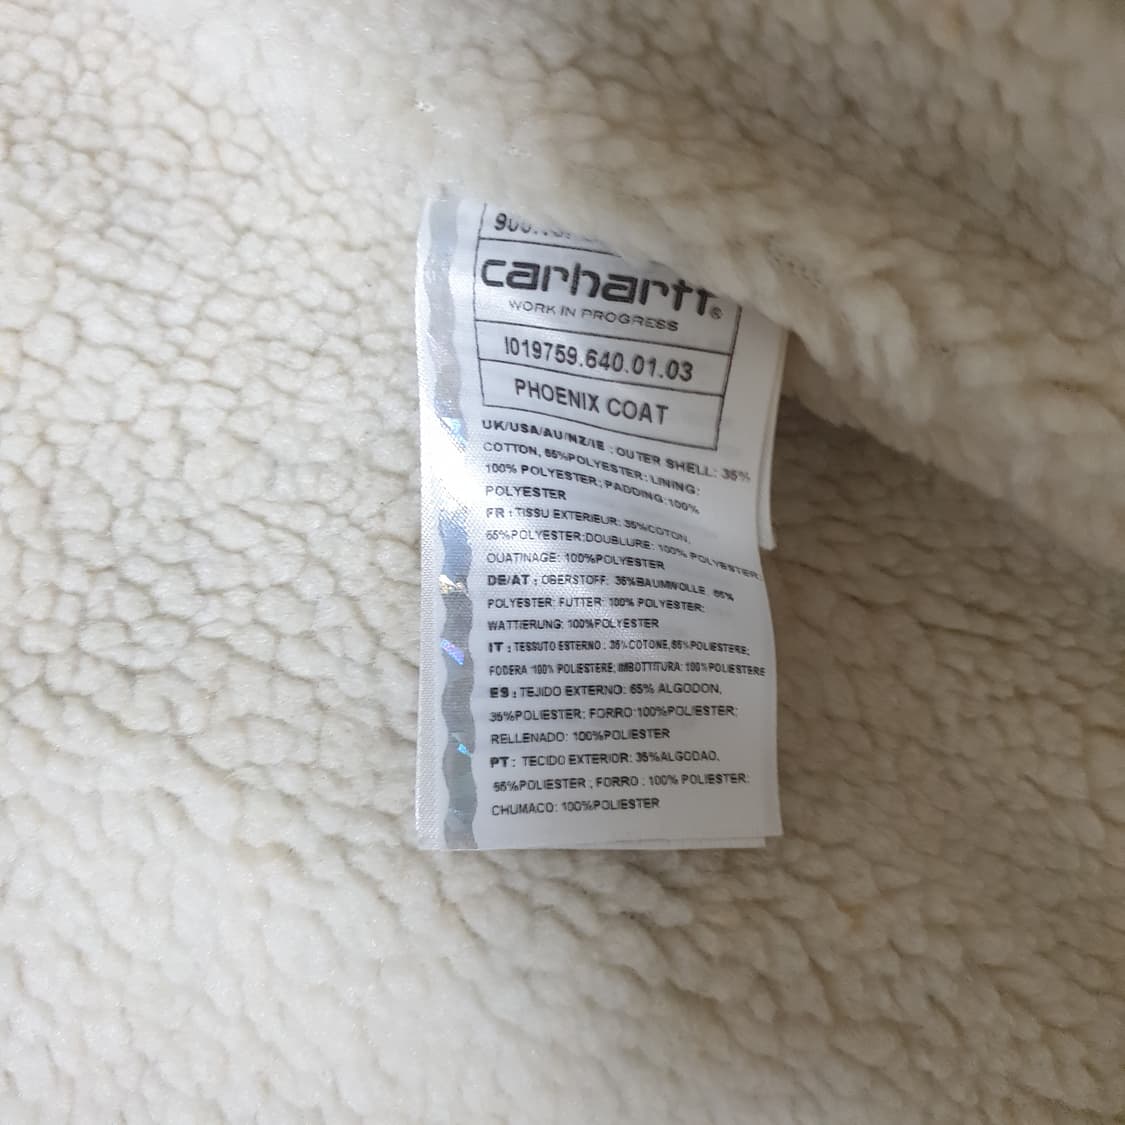 carhartt®
WORK IN PROGRESS
I019759.640.01.03
PHOENIX COAT
UK/USA/AU/NZ/IE : OUTER SHELL: 35%
COTTON, 65%POLYESTER; LINING:
100% POLYESTER; PADDING:100%
POLYESTER
FR : TISSU EXTERIEUR: 35%COTON,
65%POLYESTER;DOUBLURE: 100% POLYESTER;
OUATINAGE: 100%POLYESTER
DE/AT : OBERSTOFF: 35%BAUMWOLLE, 65%
POLYESTER; FUTTER: 100% POLYESTER;
WATTIERUNG: 100%POLYESTER
IT : TESSUTO ESTERNO : 35%COTONE,65%POLIESTERE;
FODERA :100% POLIESTERE; IMBOTTITURA: 100%POLIESTERE
ES : TEJIDO EXTERNO: 65% ALGODON,
35%POLIESTER; FORRO:100%POLIESTER;
RELLENADO: 100%POLIESTER
PT : TECIDO EXTERIOR: 35%ALGODAO,
65%POLIESTER ; FORRO : 100% POLIESTER;
CHUMACO: 100%POLIESTER